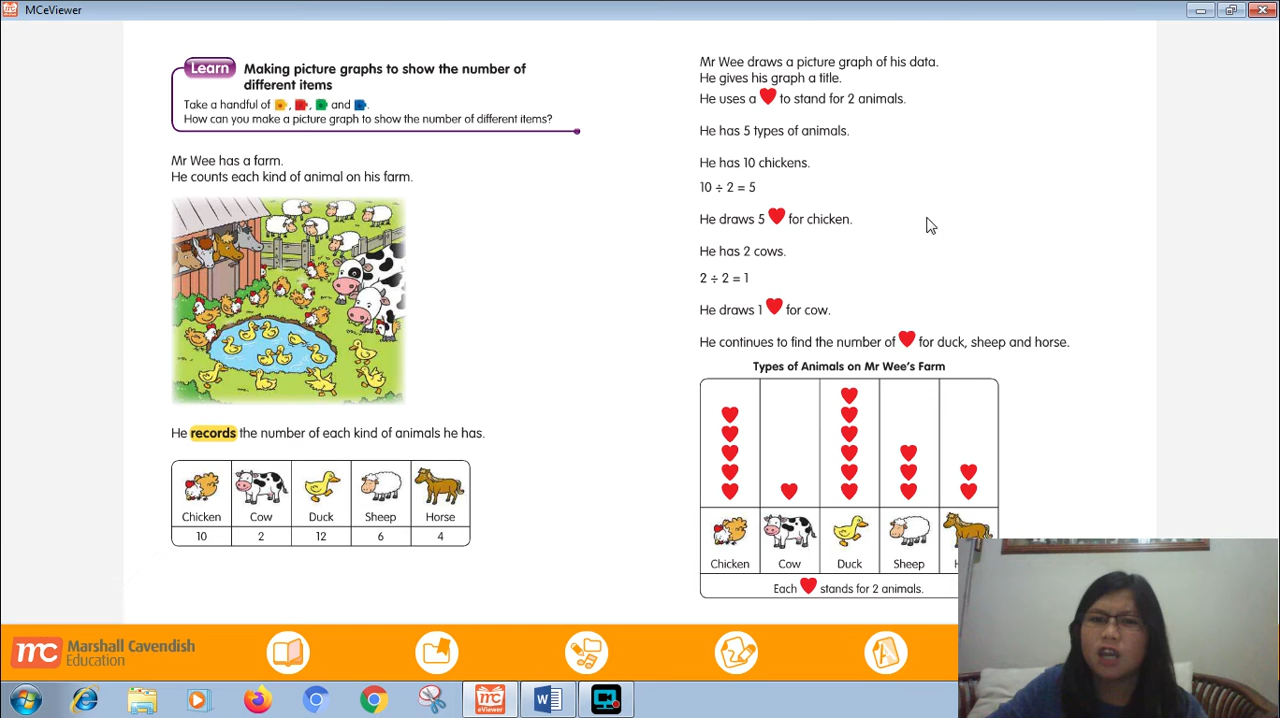 MCeViewer
Learn
Making picture graphs to show the number of
different items
Take a handful of , , and .
How can you make a picture graph to show the number of different items?
Mr Wee has a farm.
He counts each kind of animal on his farm.
He records the number of each kind of animals he has.
Chicken Cow Duck Sheep Horse
10 2 12 6 4
Mr Wee draws a picture graph of his data.
He gives his graph a title.
He uses a to stand for 2 animals.
He has 5 types of animals.
He has 10 chickens.
10 ÷ 2 = 5
He draws 5 for chicken.
He has 2 cows.
2 ÷ 2 = 1
He draws 1 for cow.
He continues to find the number of for duck, sheep and horse.
Types of Animals on Mr Wee's Farm
Chicken Cow Duck Sheep
Each stands for 2 animals.
mc Marshall Cavendish
Education
mc
eViewer
W